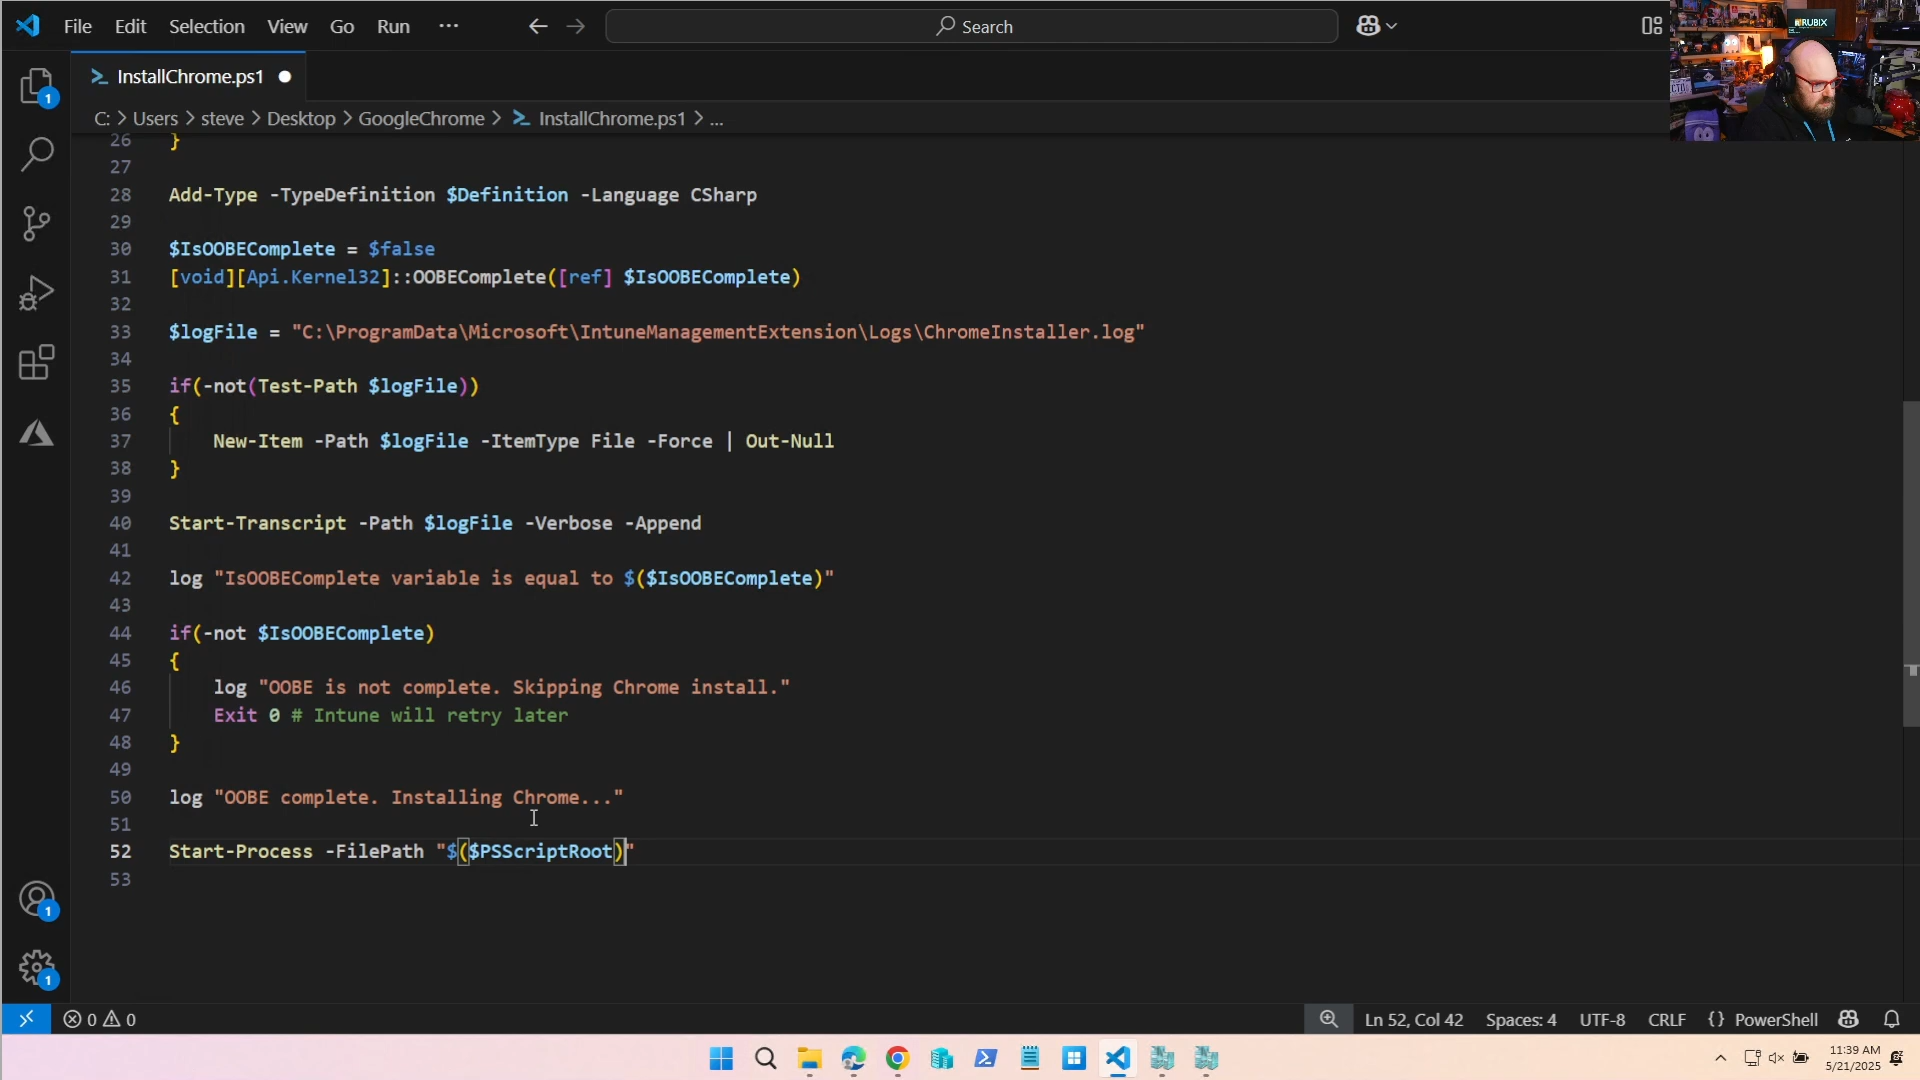 File Edit Selection View Go Run ... Search
InstallChrome.ps1
C: > Users > steve > Desktop > GoogleChrome > InstallChrome.ps1 > ...
26 }
27
28 Add-Type -TypeDefinition $Definition -Language CSharp
29
30 $IsOOBEComplete = $false
31 [void][Api.Kernel32]::OOBEComplete([ref] $IsOOBEComplete)
32
33 $logFile = "C:\ProgramData\Microsoft\IntuneManagementExtension\Logs\ChromeInstaller.log"
34
35 if(-not(Test-Path $logFile))
36 {
37 New-Item -Path $logFile -ItemType File -Force | Out-Null
38 }
39
40 Start-Transcript -Path $logFile -Verbose -Append
41
42 log "IsOOBEComplete variable is equal to $($IsOOBEComplete)"
43
44 if(-not $IsOOBEComplete)
45 {
46 log "OOBE is not complete. Skipping Chrome install."
47 Exit 0 # Intune will retry later
48 }
49
50 log "OOBE complete. Installing Chrome..."
51
52 Start-Process -FilePath "$($PSScriptRoot)"
53
1
1
1
RUBIX
0 0 Ln 52, Col 42 Spaces: 4 UTF-8 CRLF {} PowerShell
11:39 AM
5/21/2025